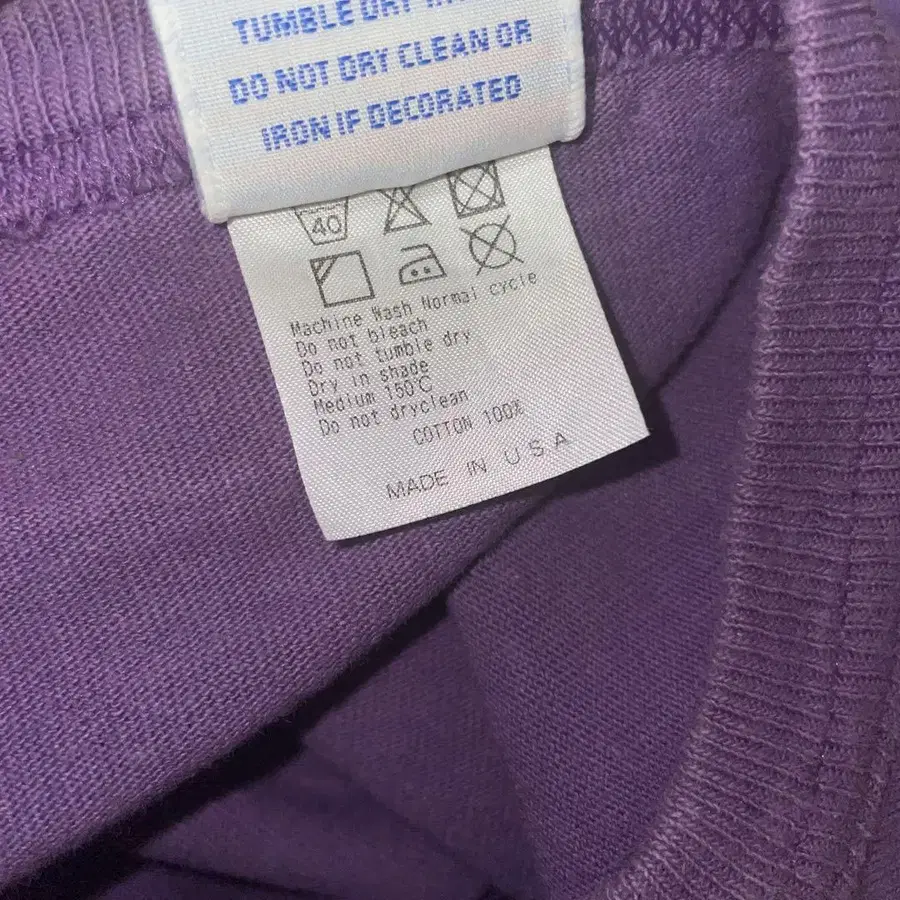 TUMBLE DRY
DO NOT DRY CLEAN OR
IRON IF DECORATED
40
Machine Wash Normal cycle
Do not bleach
Do not tumble dry
Dry in shade
Medium 150℃
Do not dryclean
COTTON 100%
MADE IN U S A